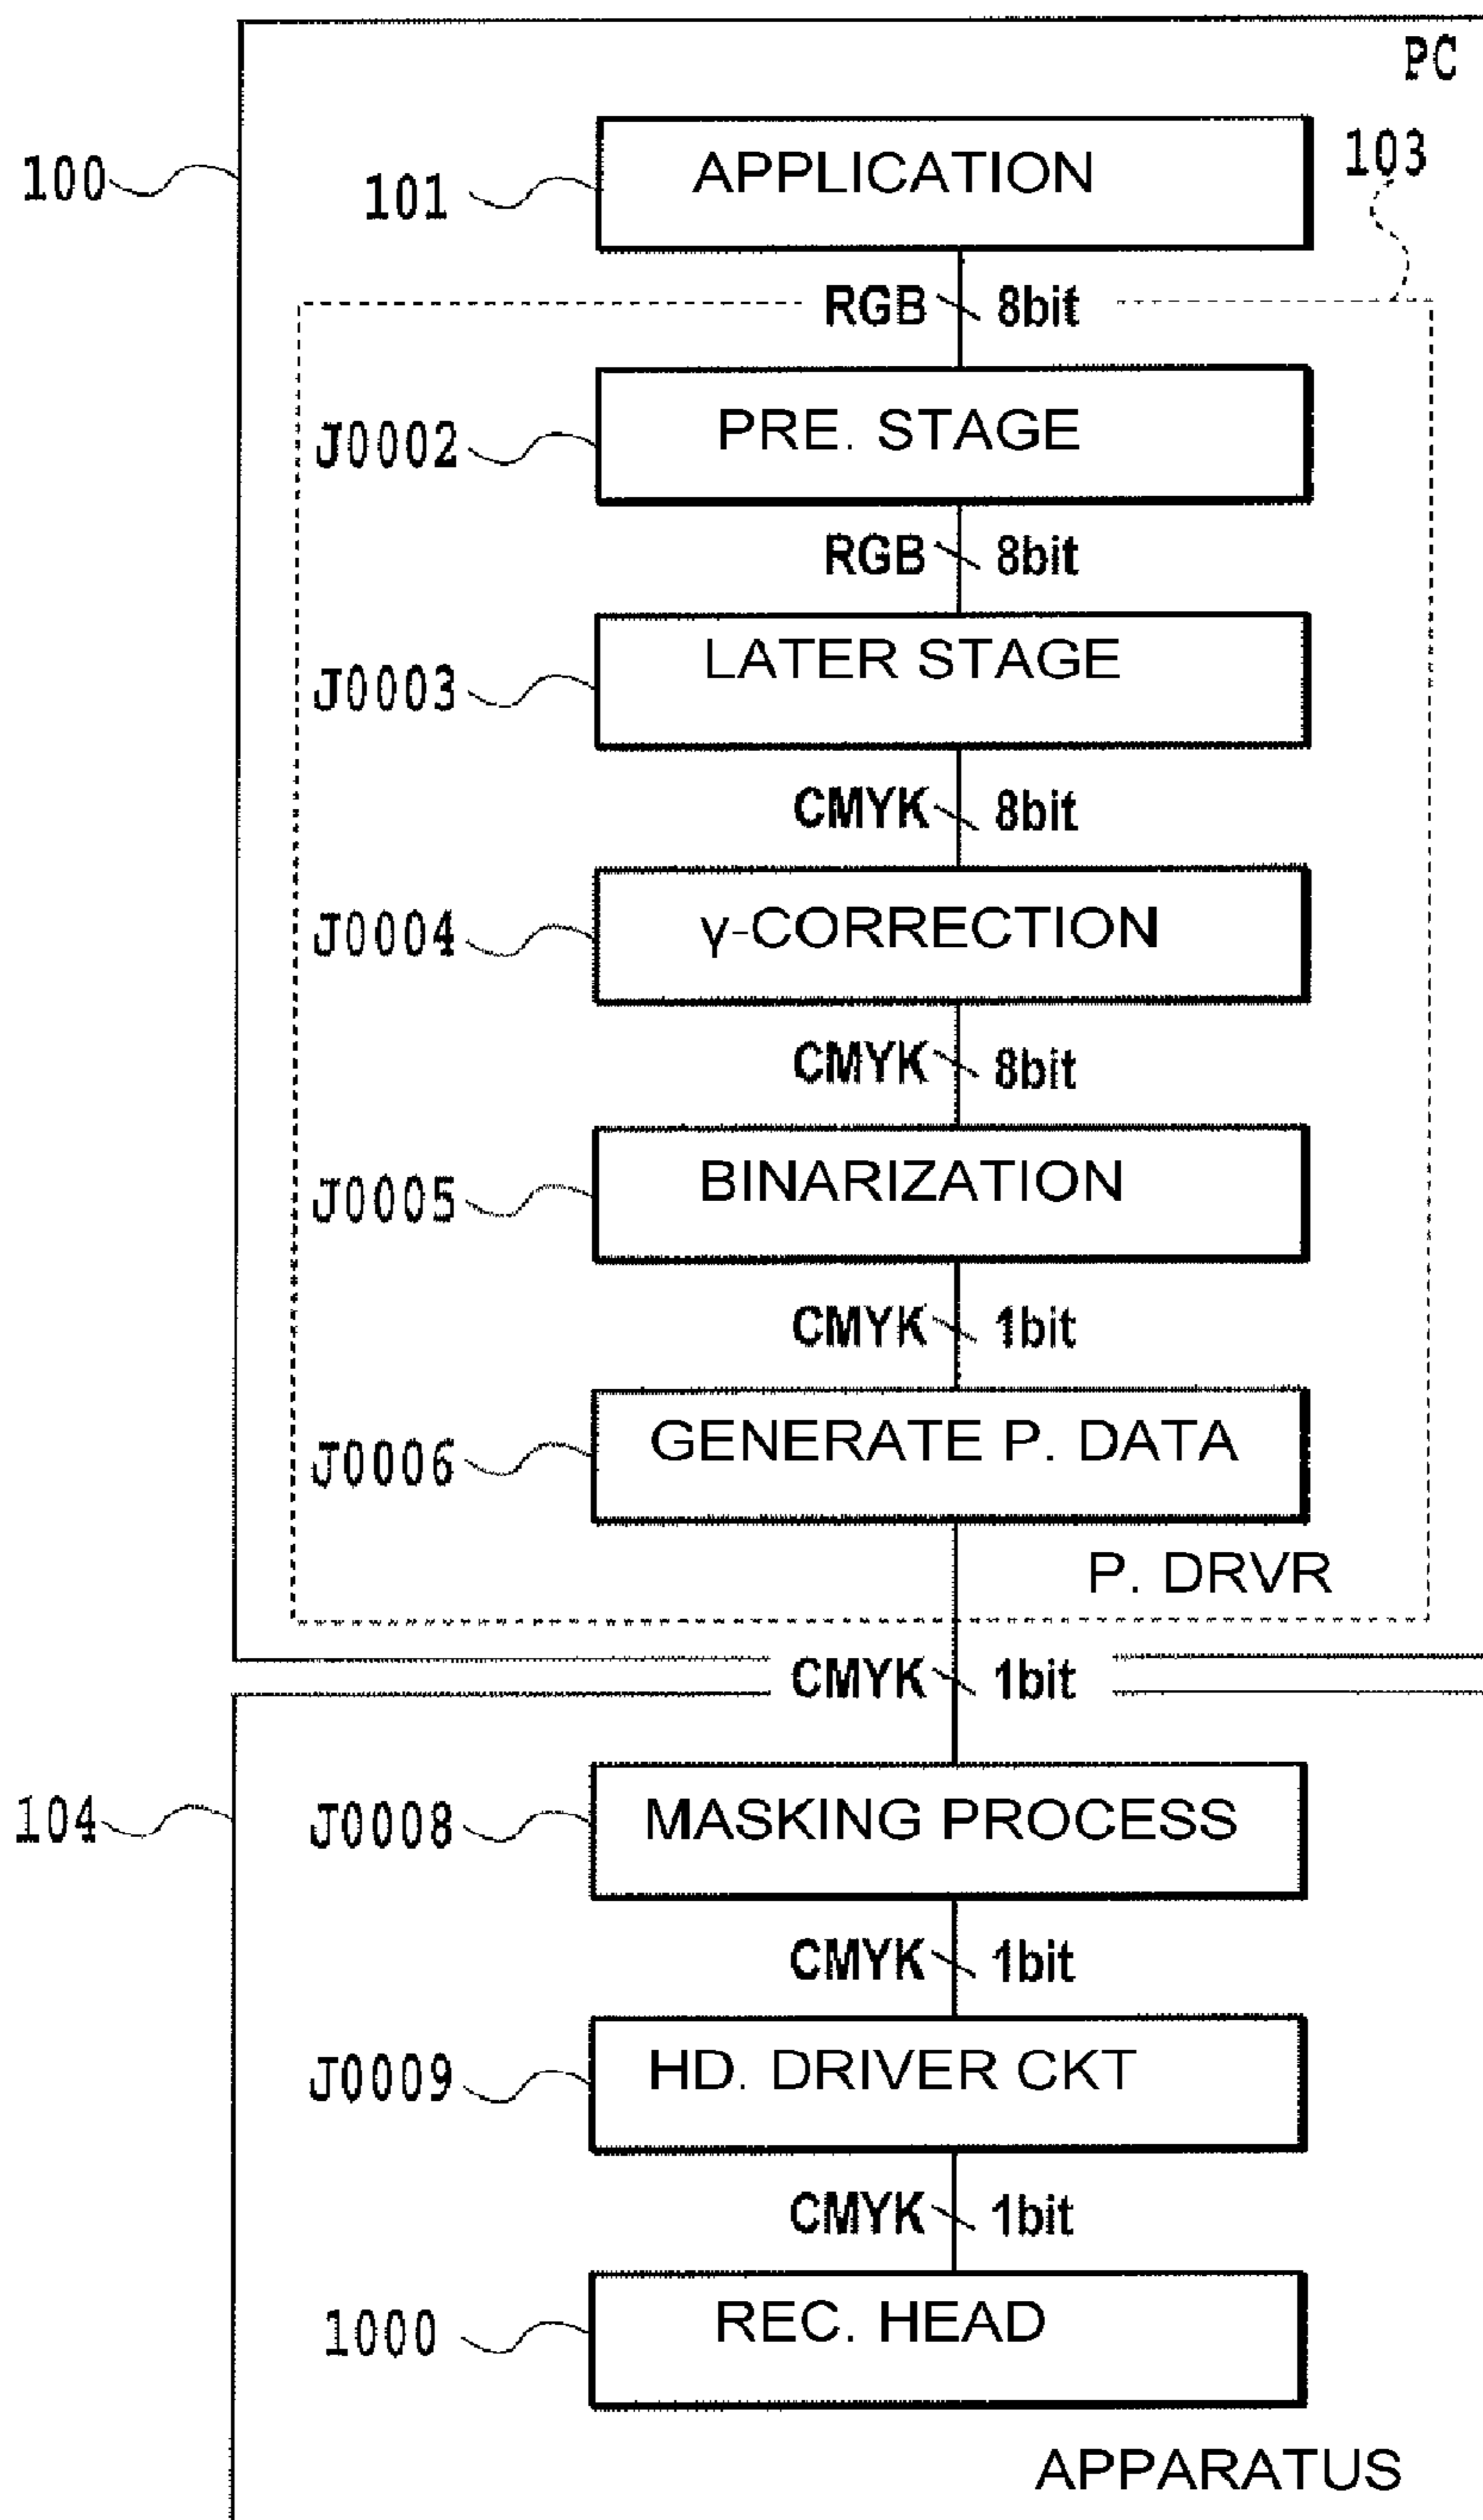 PC
100
101
APPLICATION
103
RGB 8bit
J0002
PRE. STAGE
RGB 8bit
J0003
LATER STAGE
CMYK 8bit
J0004
γ-CORRECTION
CMYK 8bit
J0005
BINARIZATION
CMYK 1bit
J0006
GENERATE P. DATA
P. DRVR
CMYK 1bit
104
J0008
MASKING PROCESS
CMYK 1bit
J0009
HD. DRIVER CKT
CMYK 1bit
1000
REC. HEAD
APPARATUS